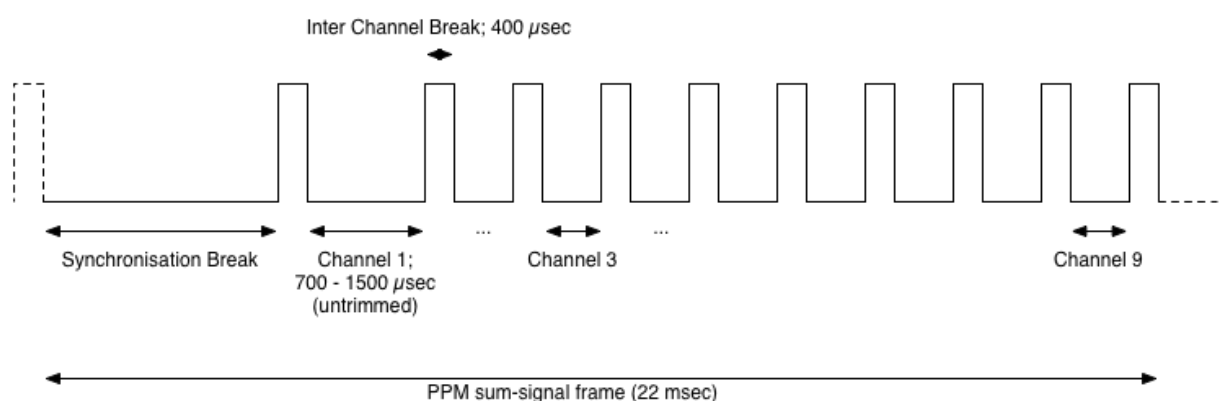 Inter Channel Break; 400 µsec
Synchronisation Break
Channel 1;
700 - 1500 µsec
(untrimmed)
...
Channel 3
...
Channel 9
PPM sum-signal frame (22 msec)